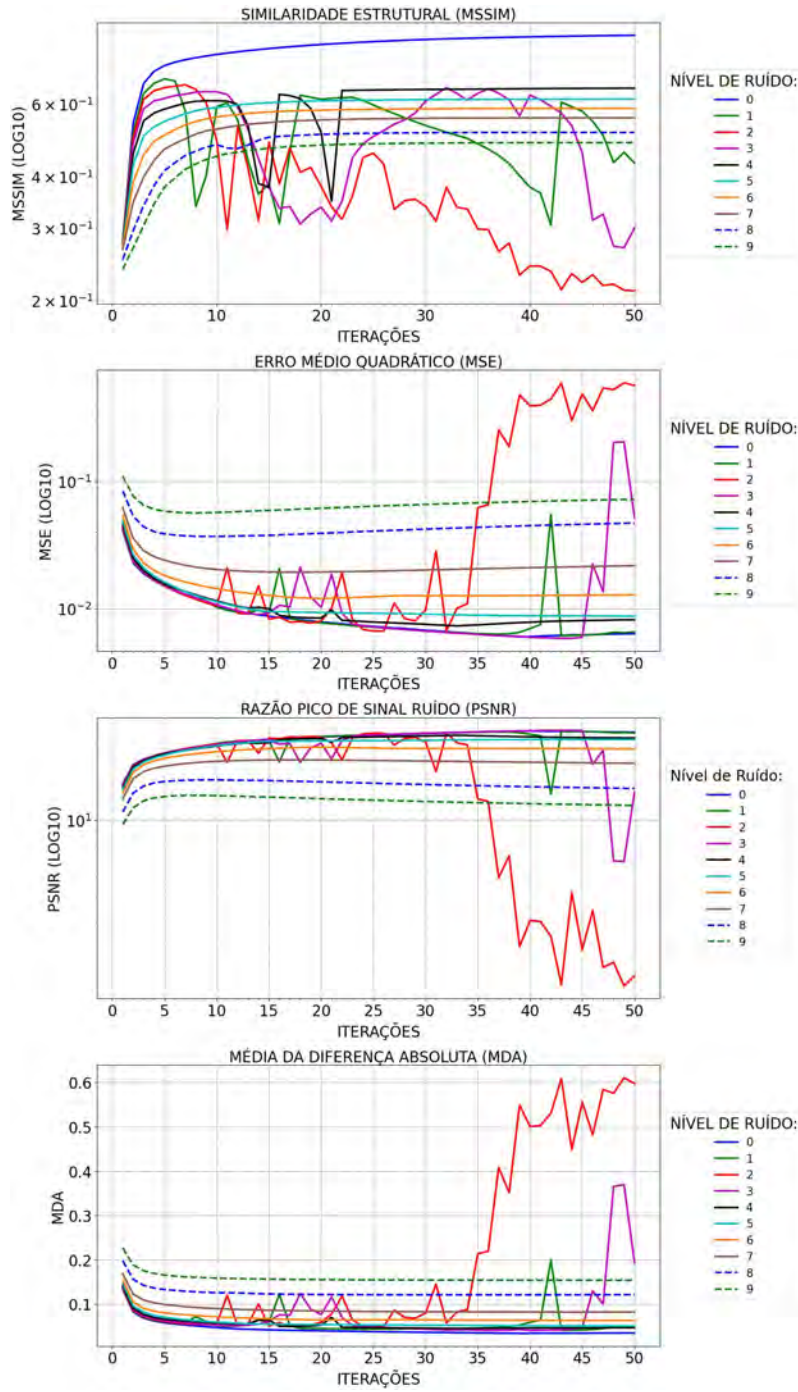 SIMILARIDADE ESTRUTURAL (MSSIM)
MSSIM (LOG10)
6 × 10⁻¹
4 × 10⁻¹
3 × 10⁻¹
2 × 10⁻¹
0 5 10 15 20 25 30 35 40 45 50
ITERAÇÕES
NÍVEL DE RUÍDO:
0
1
2
3
4
5
6
7
8
9
ERRO MÉDIO QUADRÁTICO (MSE)
MSE (LOG10)
10⁻¹
10⁻²
0 5 10 15 20 25 30 35 40 45 50
ITERAÇÕES
NÍVEL DE RUÍDO:
0
1
2
3
4
5
6
7
8
9
RAZÃO PICO DE SINAL RUÍDO (PSNR)
PSNR (LOG10)
10¹
0 5 10 15 20 25 30 35 40 45 50
ITERAÇÕES
Nível de Ruído:
0
1
2
3
4
5
6
7
8
9
MÉDIA DA DIFERENÇA ABSOLUTA (MDA)
MDA
0.6
0.5
0.4
0.3
0.2
0.1
0 5 10 15 20 25 30 35 40 45 50
ITERAÇÕES
NÍVEL DE RUÍDO:
0
1
2
3
4
5
6
7
8
9